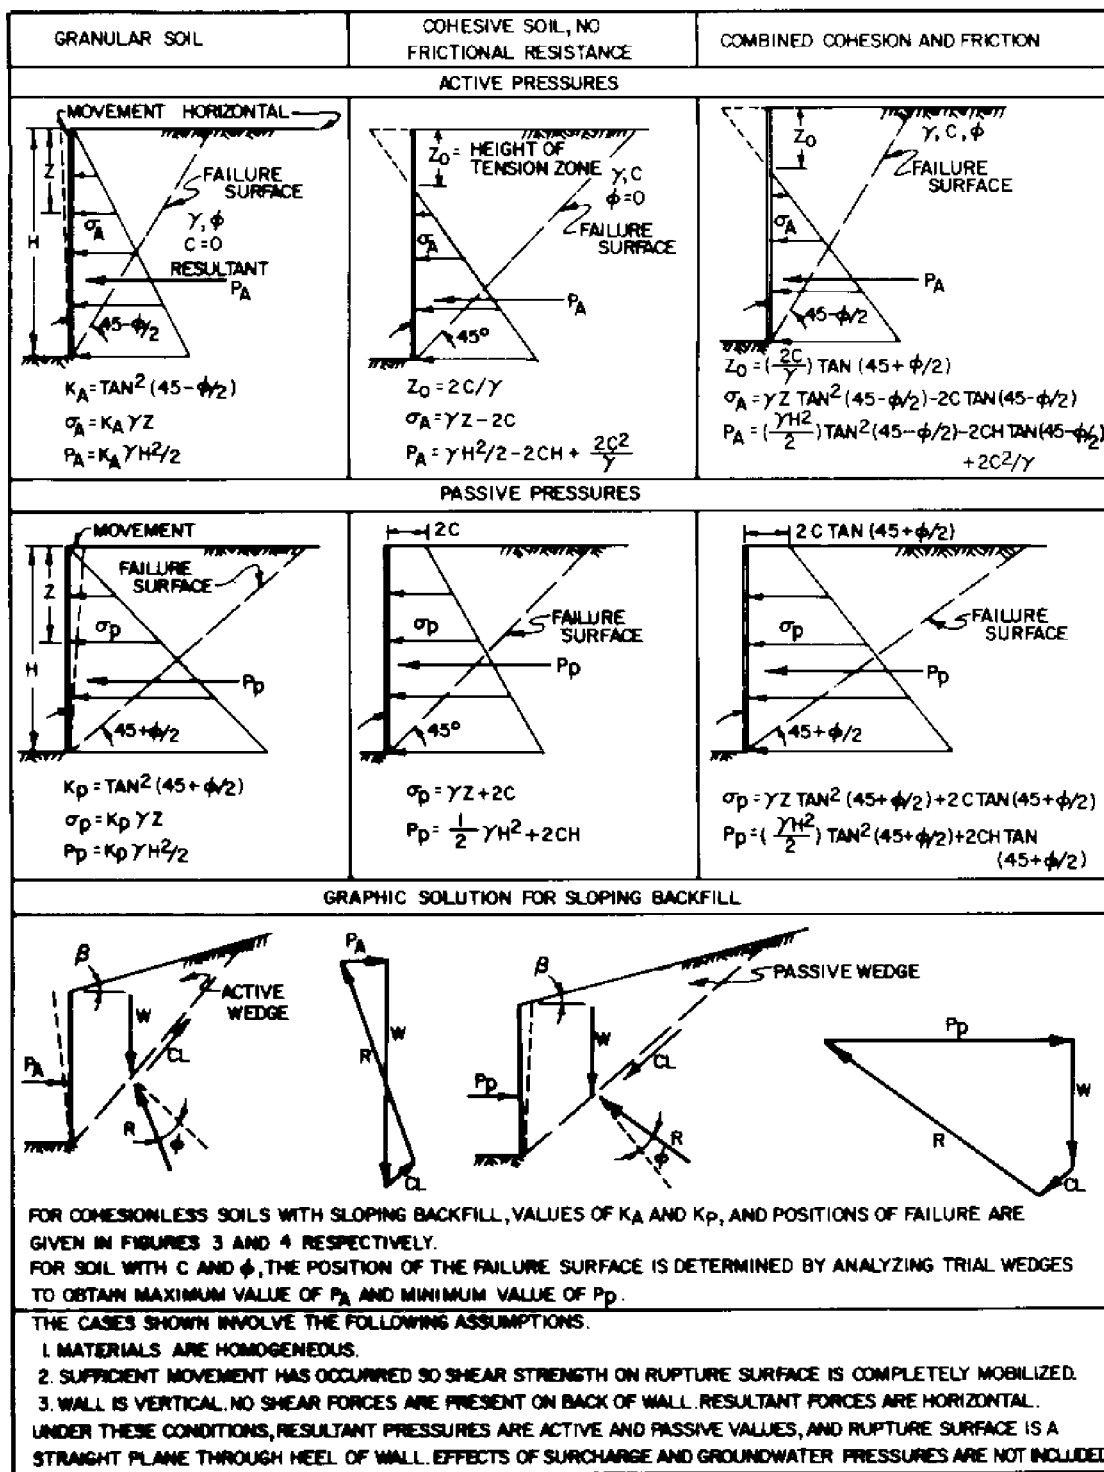 GRANULAR SOIL
COHESIVE SOIL, NO
FRICTIONAL RESISTANCE
COMBINED COHESION AND FRICTION
ACTIVE PRESSURES
MOVEMENT HORIZONTAL
Z
H
FAILURE
SURFACE
γ, φ
C=0
σA
RESULTANT
PA
45-φ/2
KA=TAN²(45-φ/2)
σA=KA γZ
PA=KA γH²/2
Z0= HEIGHT OF
TENSION ZONE
γ, C
φ=0
FAILURE
SURFACE
σA
PA
45°
Z0=2C/γ
σA=γZ-2C
PA=γH²/2-2CH+ 2C²/γ
Z0
γ, C, φ
FAILURE
SURFACE
σA
PA
45-φ/2
Z0=(2C/γ) TAN (45+φ/2)
σA=γZ TAN²(45-φ/2)-2C TAN(45-φ/2)
PA=(γH²/2)TAN²(45-φ/2)-2CH TAN(45-φ/2)
+2C²/γ
PASSIVE PRESSURES
MOVEMENT
FAILURE
SURFACE
Z
H
σP
PP
45+φ/2
KP=TAN²(45+φ/2)
σP=KP γZ
PP=KP γH²/2
2C
σP
FAILURE
SURFACE
PP
45°
σP=γZ+2C
PP=1/2 γH²+2CH
2C TAN (45+φ/2)
σP
FAILURE
SURFACE
PP
45+φ/2
σP=γZ TAN²(45+φ/2)+2C TAN(45+φ/2)
PP=(γH²/2) TAN²(45+φ/2)+2CH TAN
(45+φ/2)
GRAPHIC SOLUTION FOR SLOPING BACKFILL
β
ACTIVE
WEDGE
W
CL
PA
R
φ
PA
W
R
CL
β
PASSIVE WEDGE
W
CL
PP
R
φ
PP
W
R
CL
FOR COHESIONLESS SOILS WITH SLOPING BACKFILL, VALUES OF KA AND KP, AND POSITIONS OF FAILURE ARE
GIVEN IN FIGURES 3 AND 4 RESPECTIVELY.
FOR SOIL WITH C AND φ, THE POSITION OF THE FAILURE SURFACE IS DETERMINED BY ANALYZING TRIAL WEDGES
TO OBTAIN MAXIMUM VALUE OF PA AND MINIMUM VALUE OF PP.
THE CASES SHOWN INVOLVE THE FOLLOWING ASSUMPTIONS.
1. MATERIALS ARE HOMOGENEOUS.
2. SUFFICIENT MOVEMENT HAS OCCURRED SO SHEAR STRENGTH ON RUPTURE SURFACE IS COMPLETELY MOBILIZED.
3. WALL IS VERTICAL. NO SHEAR FORCES ARE PRESENT ON BACK OF WALL. RESULTANT FORCES ARE HORIZONTAL.
UNDER THESE CONDITIONS, RESULTANT PRESSURES ARE ACTIVE AND PASSIVE VALUES, AND RUPTURE SURFACE IS A
STRAIGHT PLANE THROUGH HEEL OF WALL. EFFECTS OF SURCHARGE AND GROUNDWATER PRESSURES ARE NOT INCLUDED